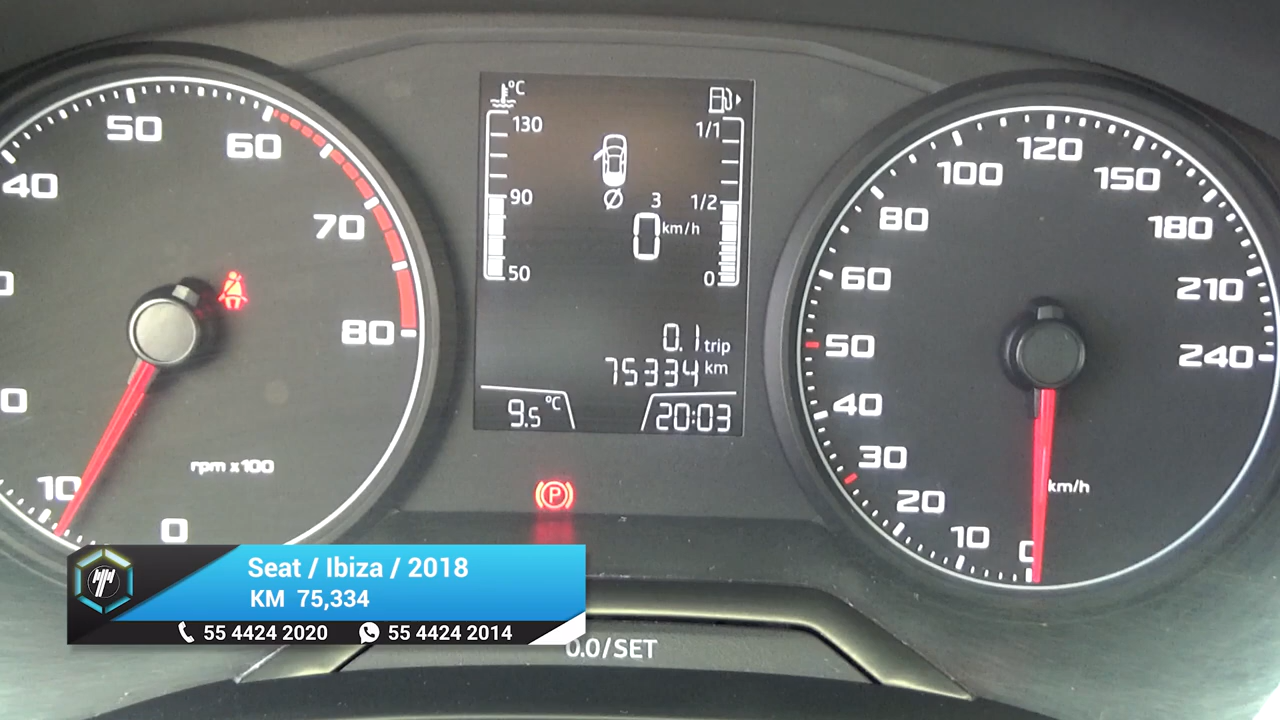 50
60
40
70
80
10
0
rpm x100
°C
130
1/1
90
3
1/2
0 km/h
50
0
0.1 trip
75334 km
9.5 °C
20:03
120
100
150
80
180
60
210
50
240
40
30
km/h
20
10
0
P
Seat / Ibiza / 2018
KM 75,334
55 4424 2020 55 4424 2014
0.0/SET